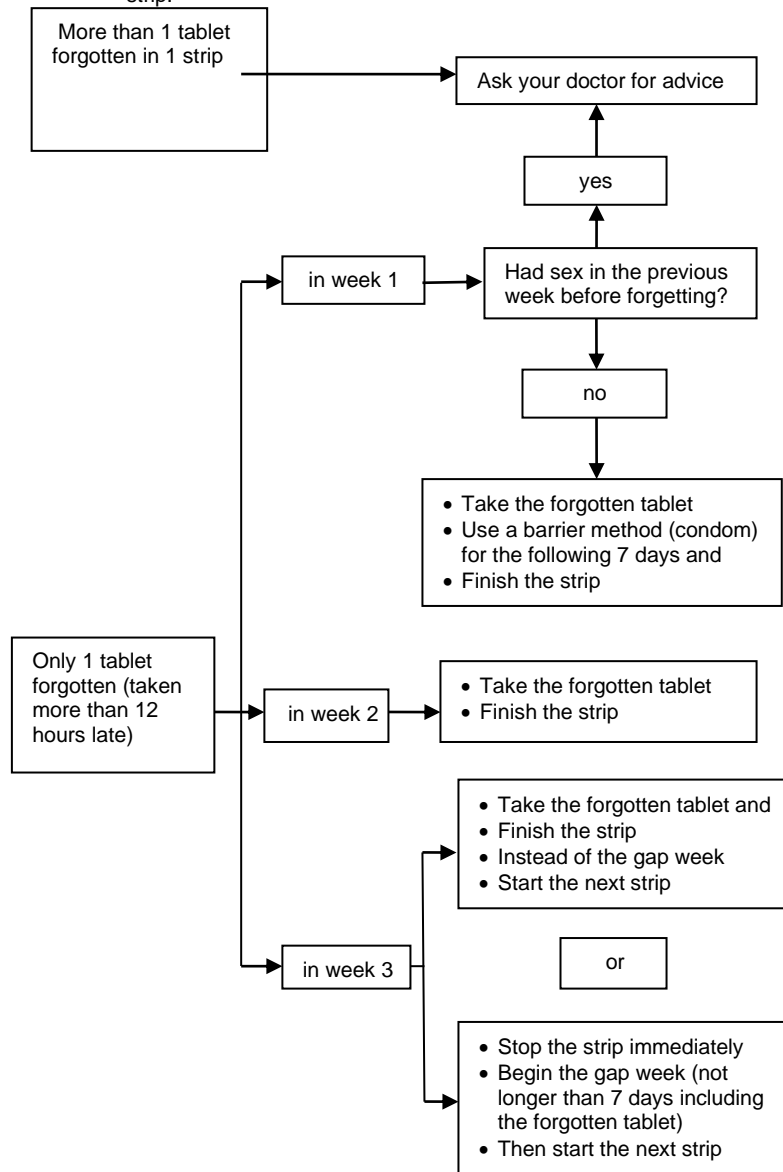 strip.
More than 1 tablet
forgotten in 1 strip
Ask your doctor for advice
yes
in week 1
Had sex in the previous
week before forgetting?
no
• Take the forgotten tablet
• Use a barrier method (condom)
for the following 7 days and
• Finish the strip
Only 1 tablet
forgotten (taken
more than 12
hours late)
in week 2
• Take the forgotten tablet
• Finish the strip
• Take the forgotten tablet and
• Finish the strip
• Instead of the gap week
• Start the next strip
in week 3
or
• Stop the strip immediately
• Begin the gap week (not
longer than 7 days including
the forgotten tablet)
• Then start the next strip